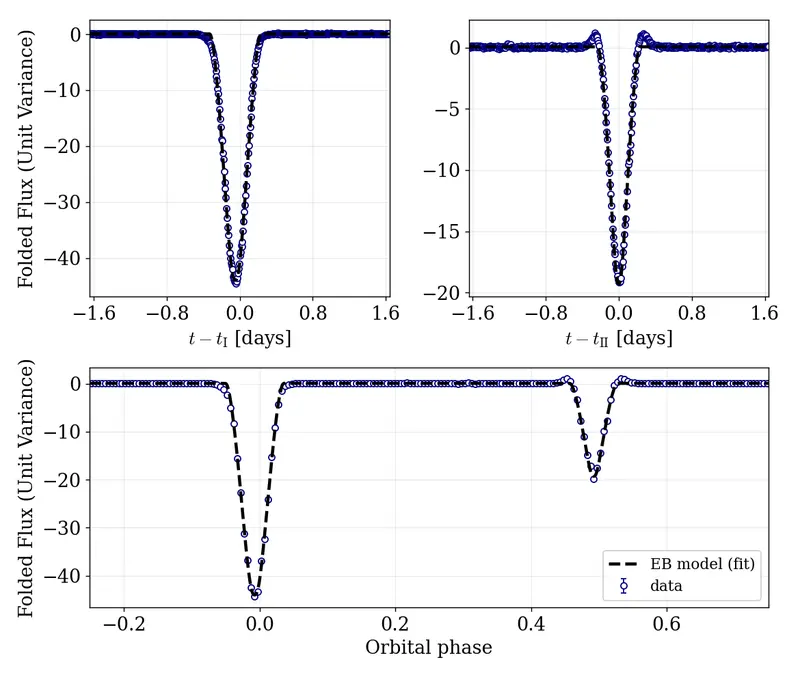 Folded Flux (Unit Variance)
0
−10
−20
−30
−40
−1.6 −0.8 0.0 0.8 1.6
t − t_I [days]
0
−5
−10
−15
−20
−1.6 −0.8 0.0 0.8 1.6
t − t_II [days]
Folded Flux (Unit Variance)
0
−10
−20
−30
−40
EB model (fit)
data
−0.2 0.0 0.2 0.4 0.6
Orbital phase